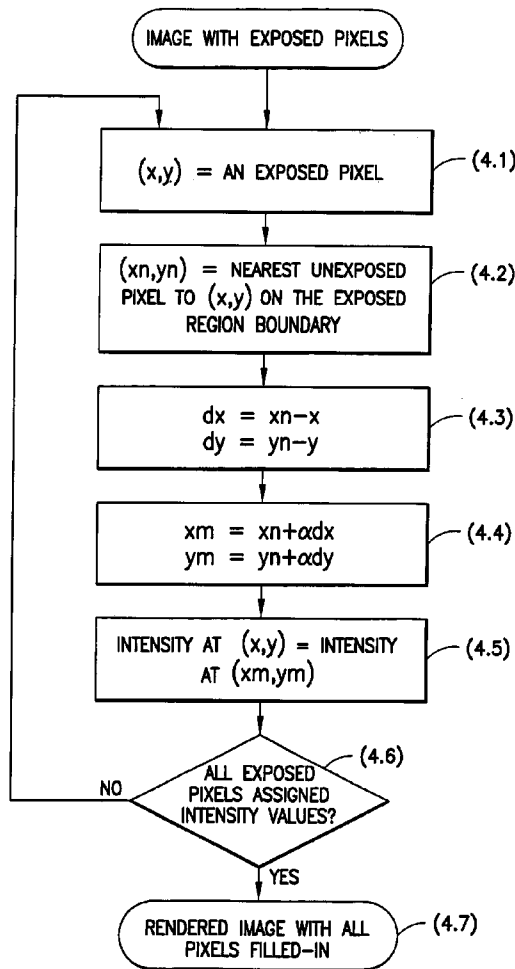 IMAGE WITH EXPOSED PIXELS
(x,y) = AN EXPOSED PIXEL
(4.1)
(xn,yn) = NEAREST UNEXPOSED
PIXEL TO (x,y) ON THE EXPOSED
REGION BOUNDARY
(4.2)
dx = xn-x
dy = yn-y
(4.3)
xm = xn+αdx
ym = yn+αdy
(4.4)
INTENSITY AT (x,y) = INTENSITY
AT (xm,ym)
(4.5)
ALL EXPOSED
PIXELS ASSIGNED
INTENSITY VALUES?
(4.6)
NO
YES
RENDERED IMAGE WITH ALL
PIXELS FILLED-IN
(4.7)